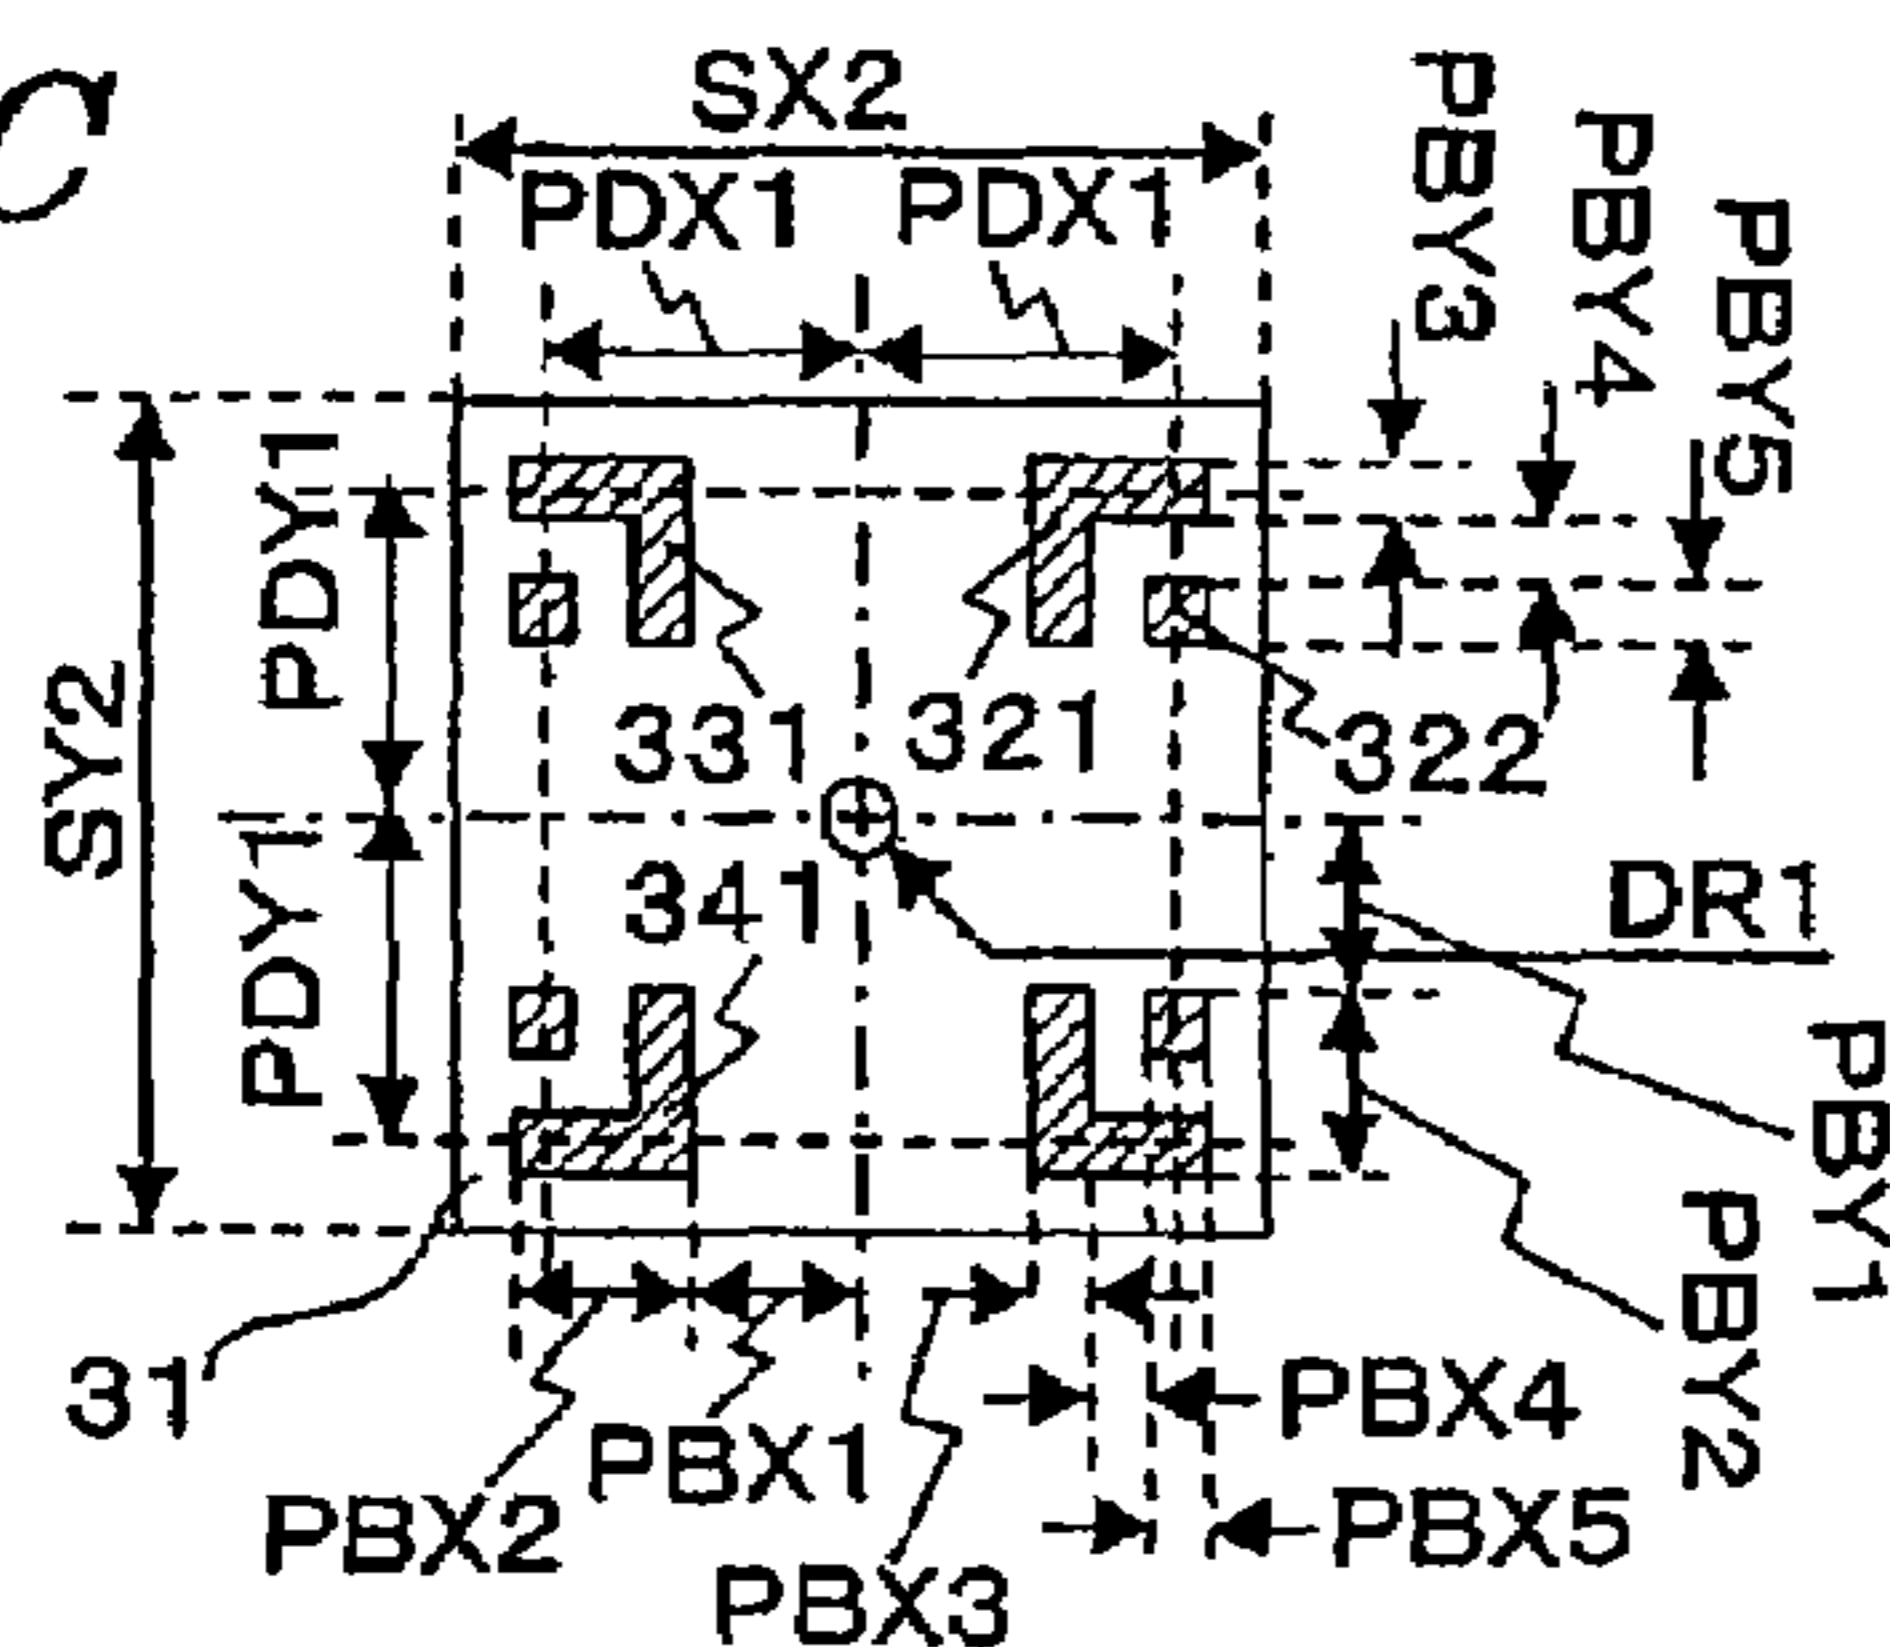 C
SX2
PDX1 PDX1
PBY3
PBY4
PBY5
PDY1
SY2
331 321 322
341
DR1
PDY1
PBY1
PBY2
31
PBX4
PBX1
PBX2
PBX5
PBX3